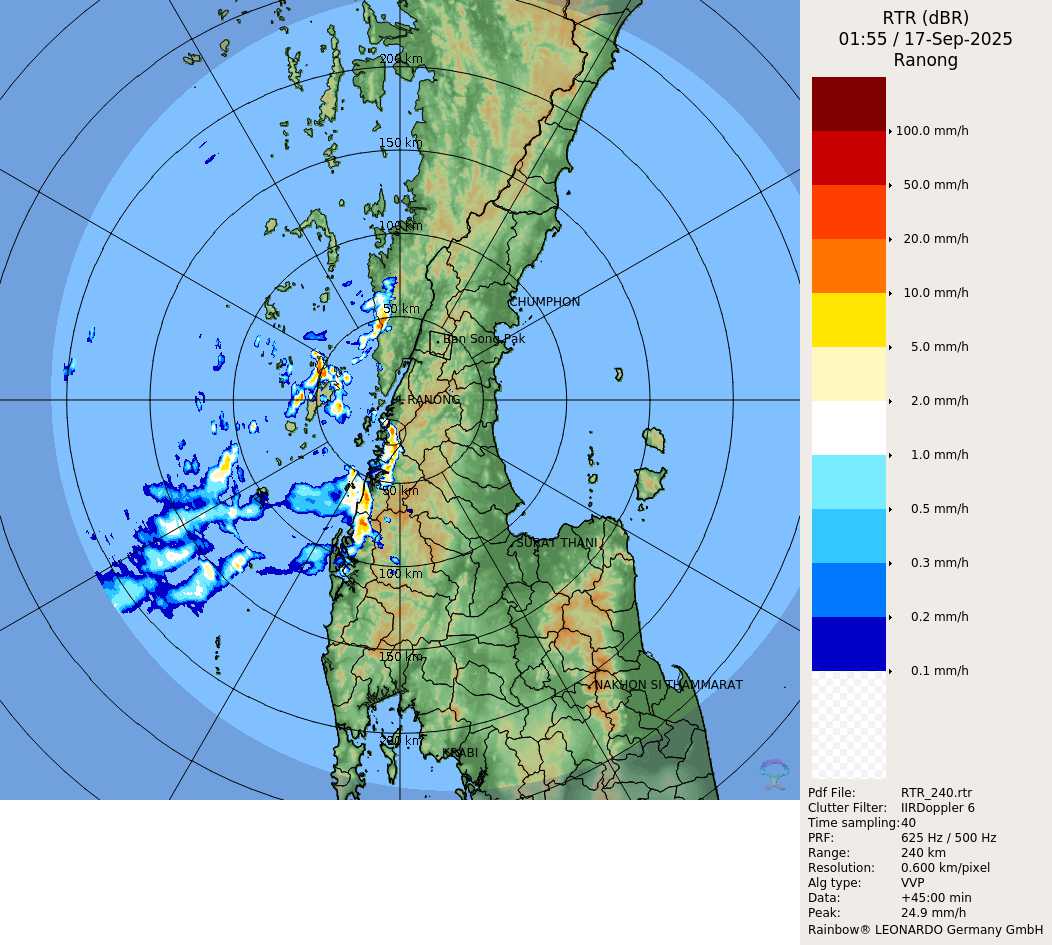 RTR (dBR)
01:55 / 17-Sep-2025
Ranong
100.0 mm/h
50.0 mm/h
20.0 mm/h
10.0 mm/h
5.0 mm/h
2.0 mm/h
1.0 mm/h
0.5 mm/h
0.3 mm/h
0.2 mm/h
0.1 mm/h
200 km
150 km
100 km
50 km
CHUMPHON
Ban Song Pak
RANONG
50 km
SURAT THANI
100 km
150 km
NAKHON SI THAMMARAT
200 km
KRABI
Pdf File: RTR_240.rtr
Clutter Filter: IIRDoppler 6
Time sampling: 40
PRF: 625 Hz / 500 Hz
Range: 240 km
Resolution: 0.600 km/pixel
Alg type: VVP
Data: +45:00 min
Peak: 24.9 mm/h
Rainbow® LEONARDO Germany GmbH